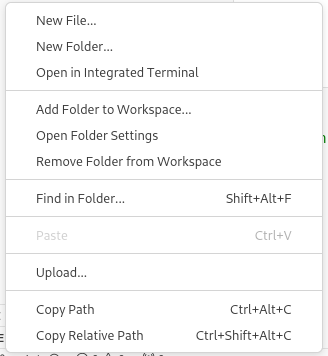 New File...
New Folder...
Open in Integrated Terminal
Add Folder to Workspace...
Open Folder Settings
Remove Folder from Workspace
Find in Folder... Shift+Alt+F
Paste Ctrl+V
Upload...
Copy Path Ctrl+Alt+C
Copy Relative Path Ctrl+Shift+Alt+C